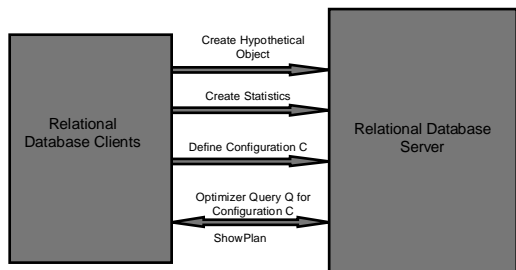 Create Hypothetical
Object
Create Statistics
Relational
Database Clients
Relational Database
Server
Define Configuration C
Optimizer Query Q for
Configuration C
ShowPlan